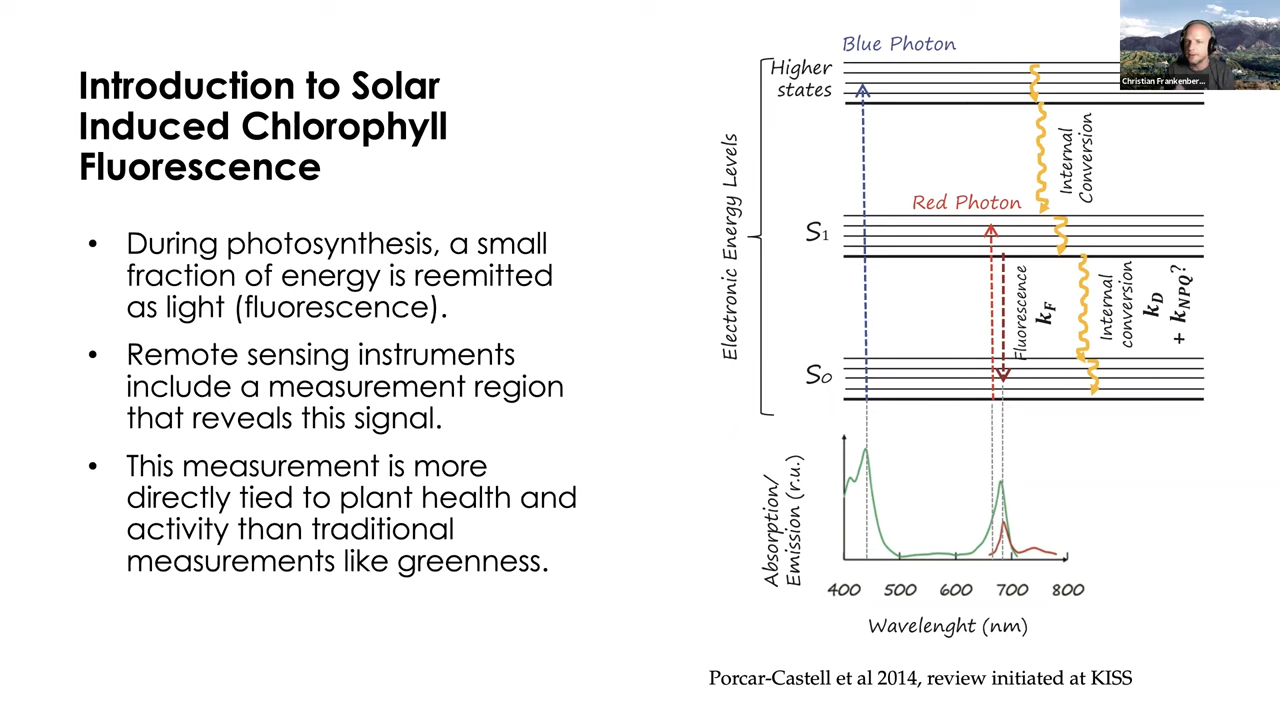 Introduction to Solar
Induced Chlorophyll
Fluorescence
• During photosynthesis, a small
fraction of energy is reemitted
as light (fluorescence).
• Remote sensing instruments
include a measurement region
that reveals this signal.
• This measurement is more
directly tied to plant health and
activity than traditional
measurements like greenness.
Blue Photon
Higher
states
Electronic Energy Levels
Internal
Conversion
Red Photon
S1
Fluorescence
kF
Internal
conversion
kD
+ kNPQ?
S0
Absorption/
Emission (r.u.)
400 500 600 700 800
Wavelenght (nm)
Porcar-Castell et al 2014, review initiated at KISS
Christian Frankenber...